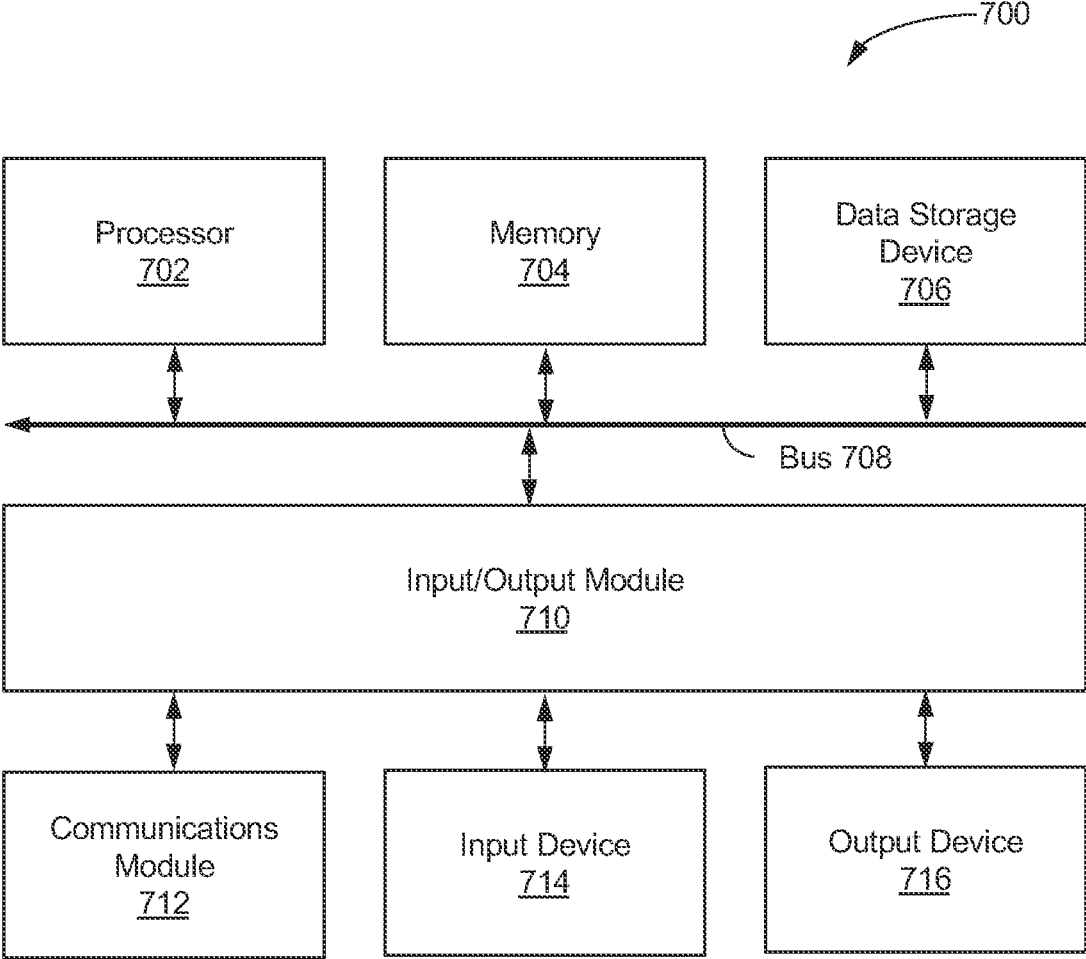 700
Processor
702
Memory
704
Data Storage
Device
706
Bus 708
Input/Output Module
710
Communications
Module
712
Input Device
714
Output Device
716